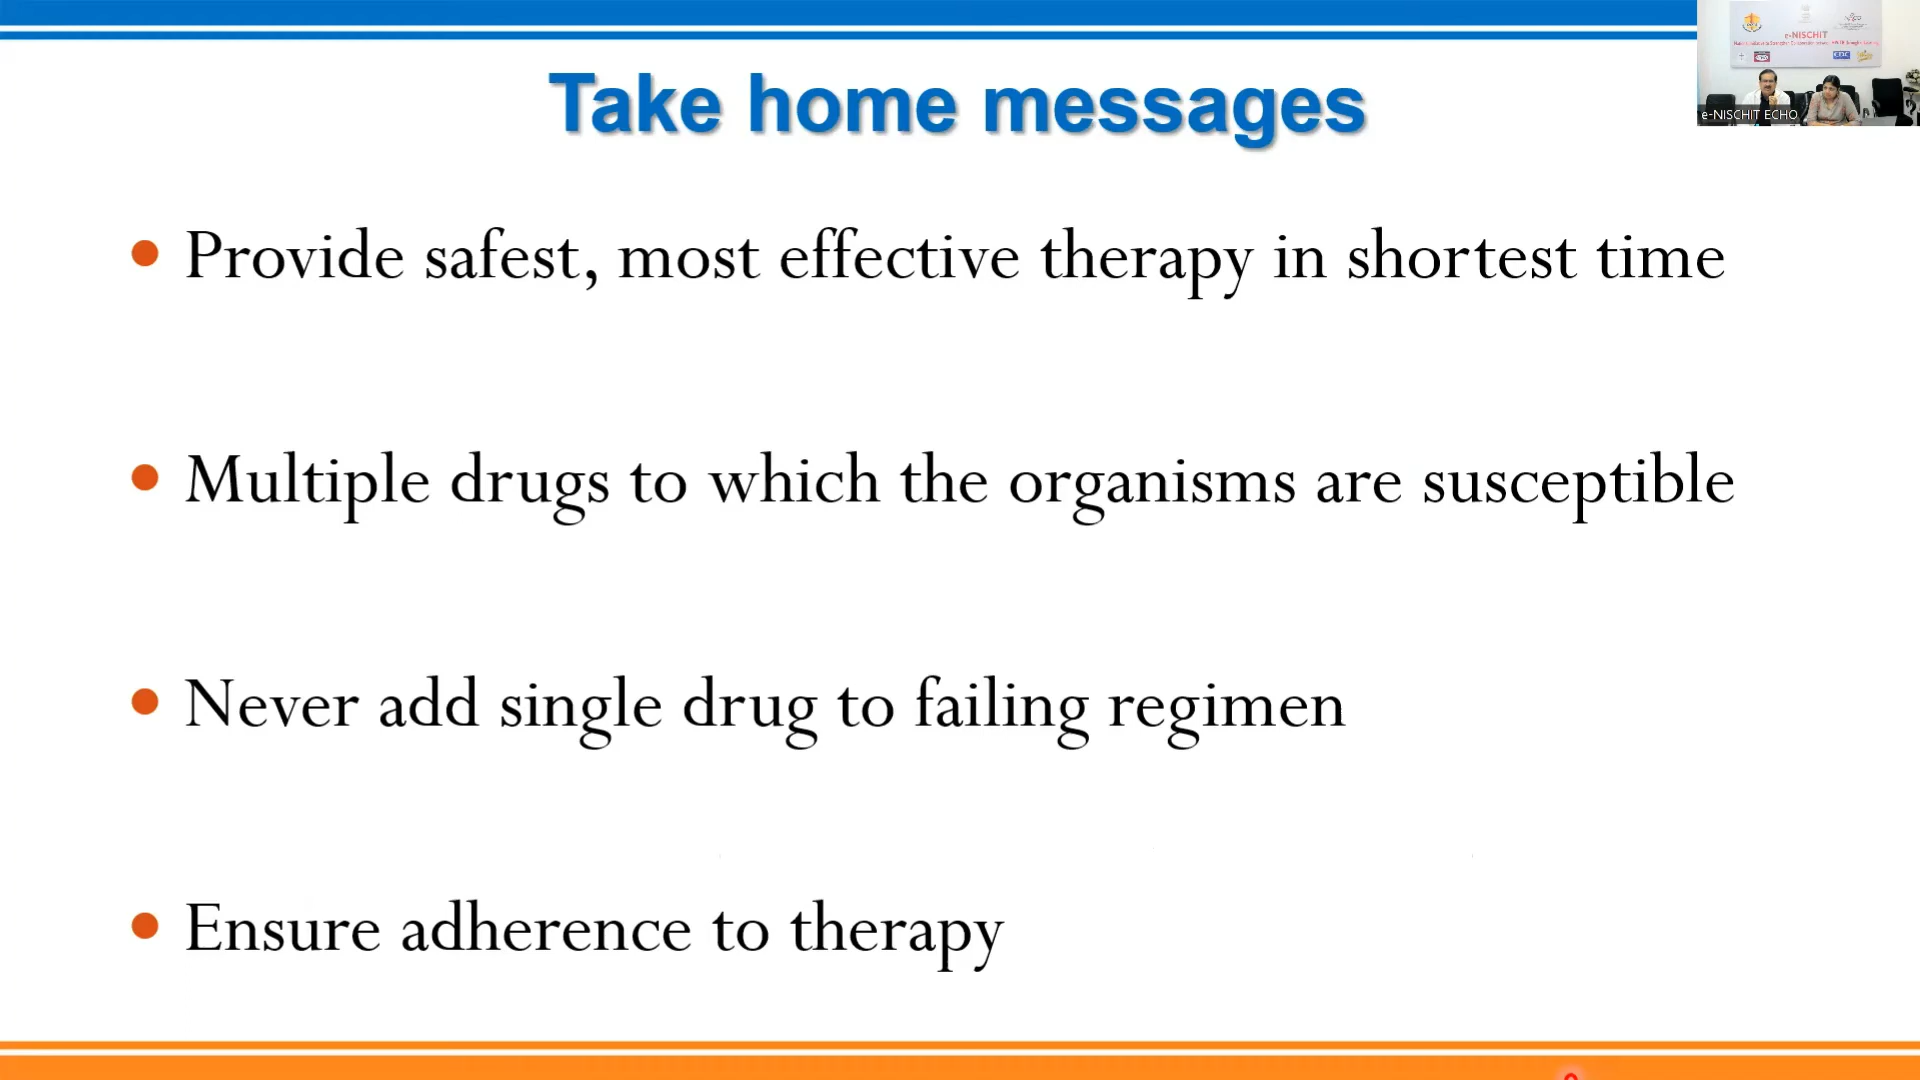 Take home messages
e-NISCHIT
e-NISCHIT ECHO
• Provide safest, most effective therapy in shortest time
• Multiple drugs to which the organisms are susceptible
• Never add single drug to failing regimen
• Ensure adherence to therapy